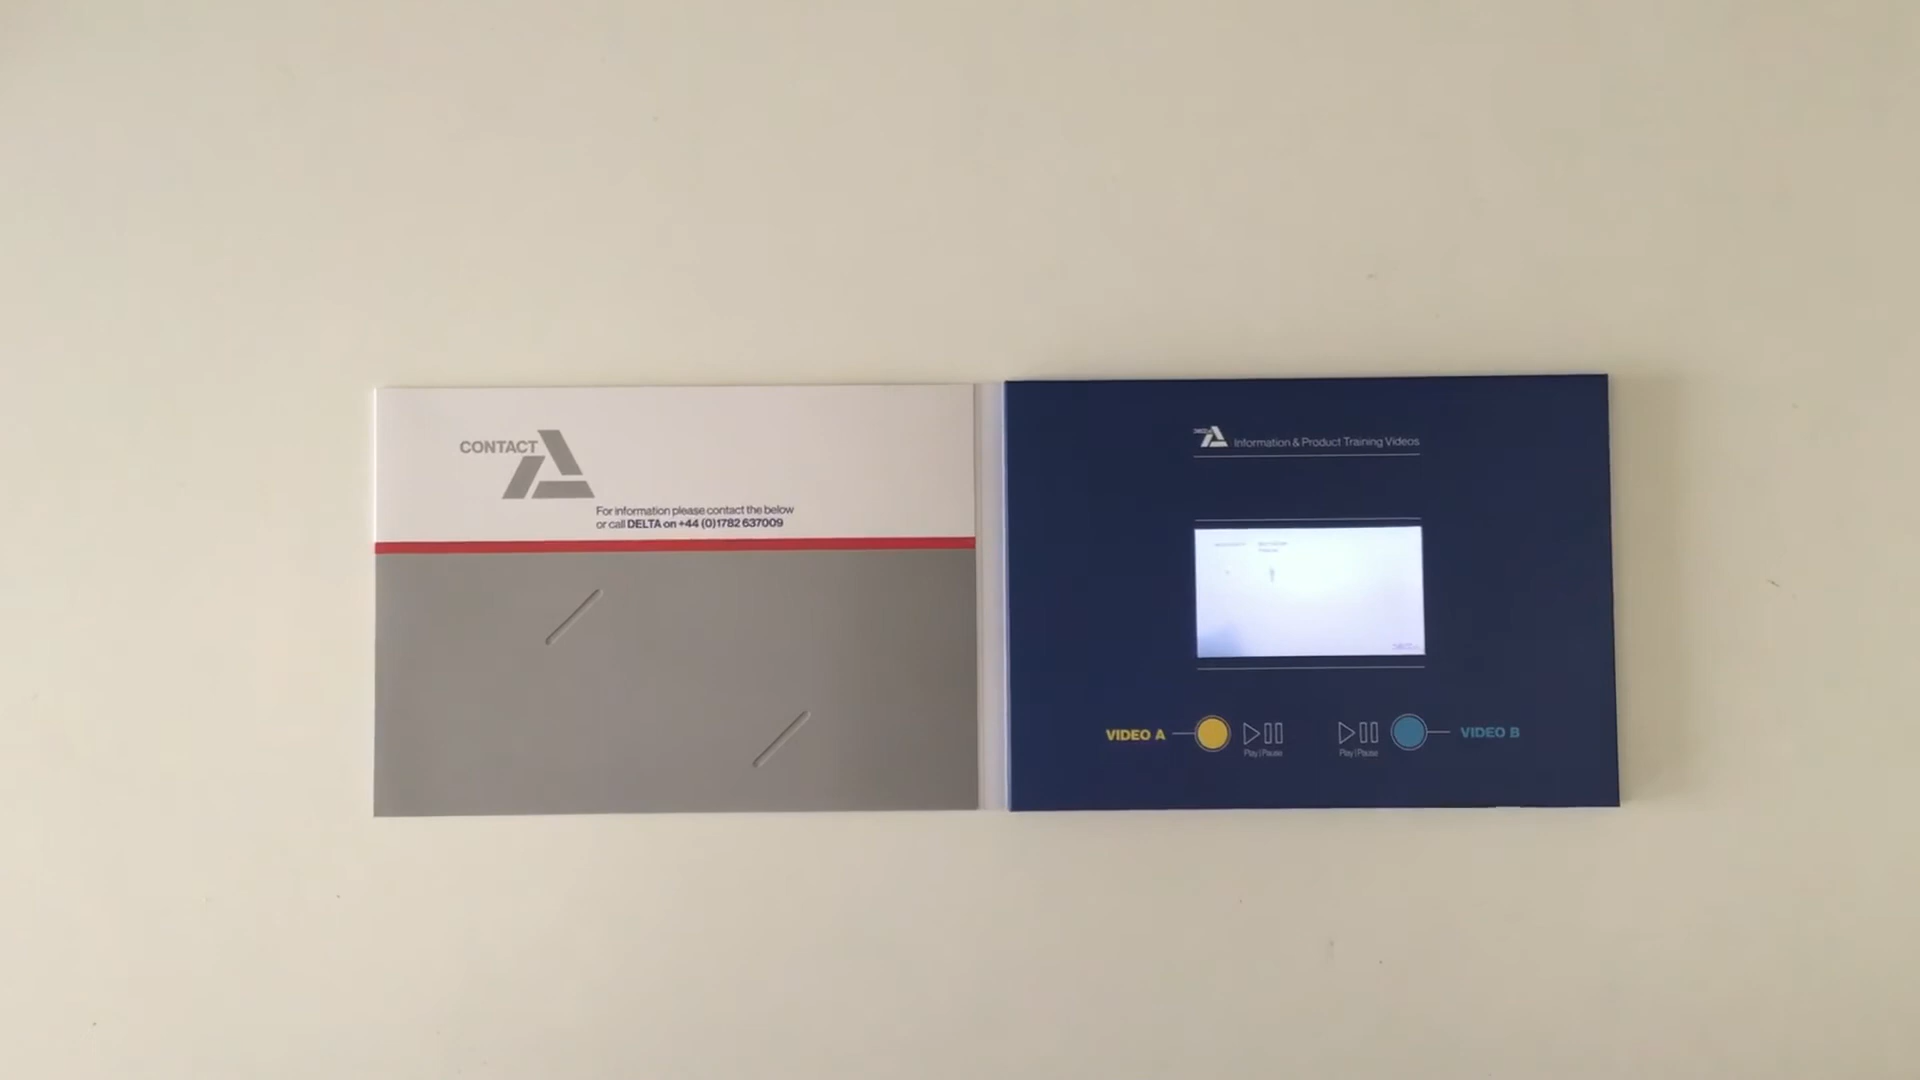 CONTACT
For information please contact the below
or call DELTA on +44 (0)1782 637009
Information & Product Training Videos
VIDEO A
Play | Pause
Play | Pause
VIDEO B